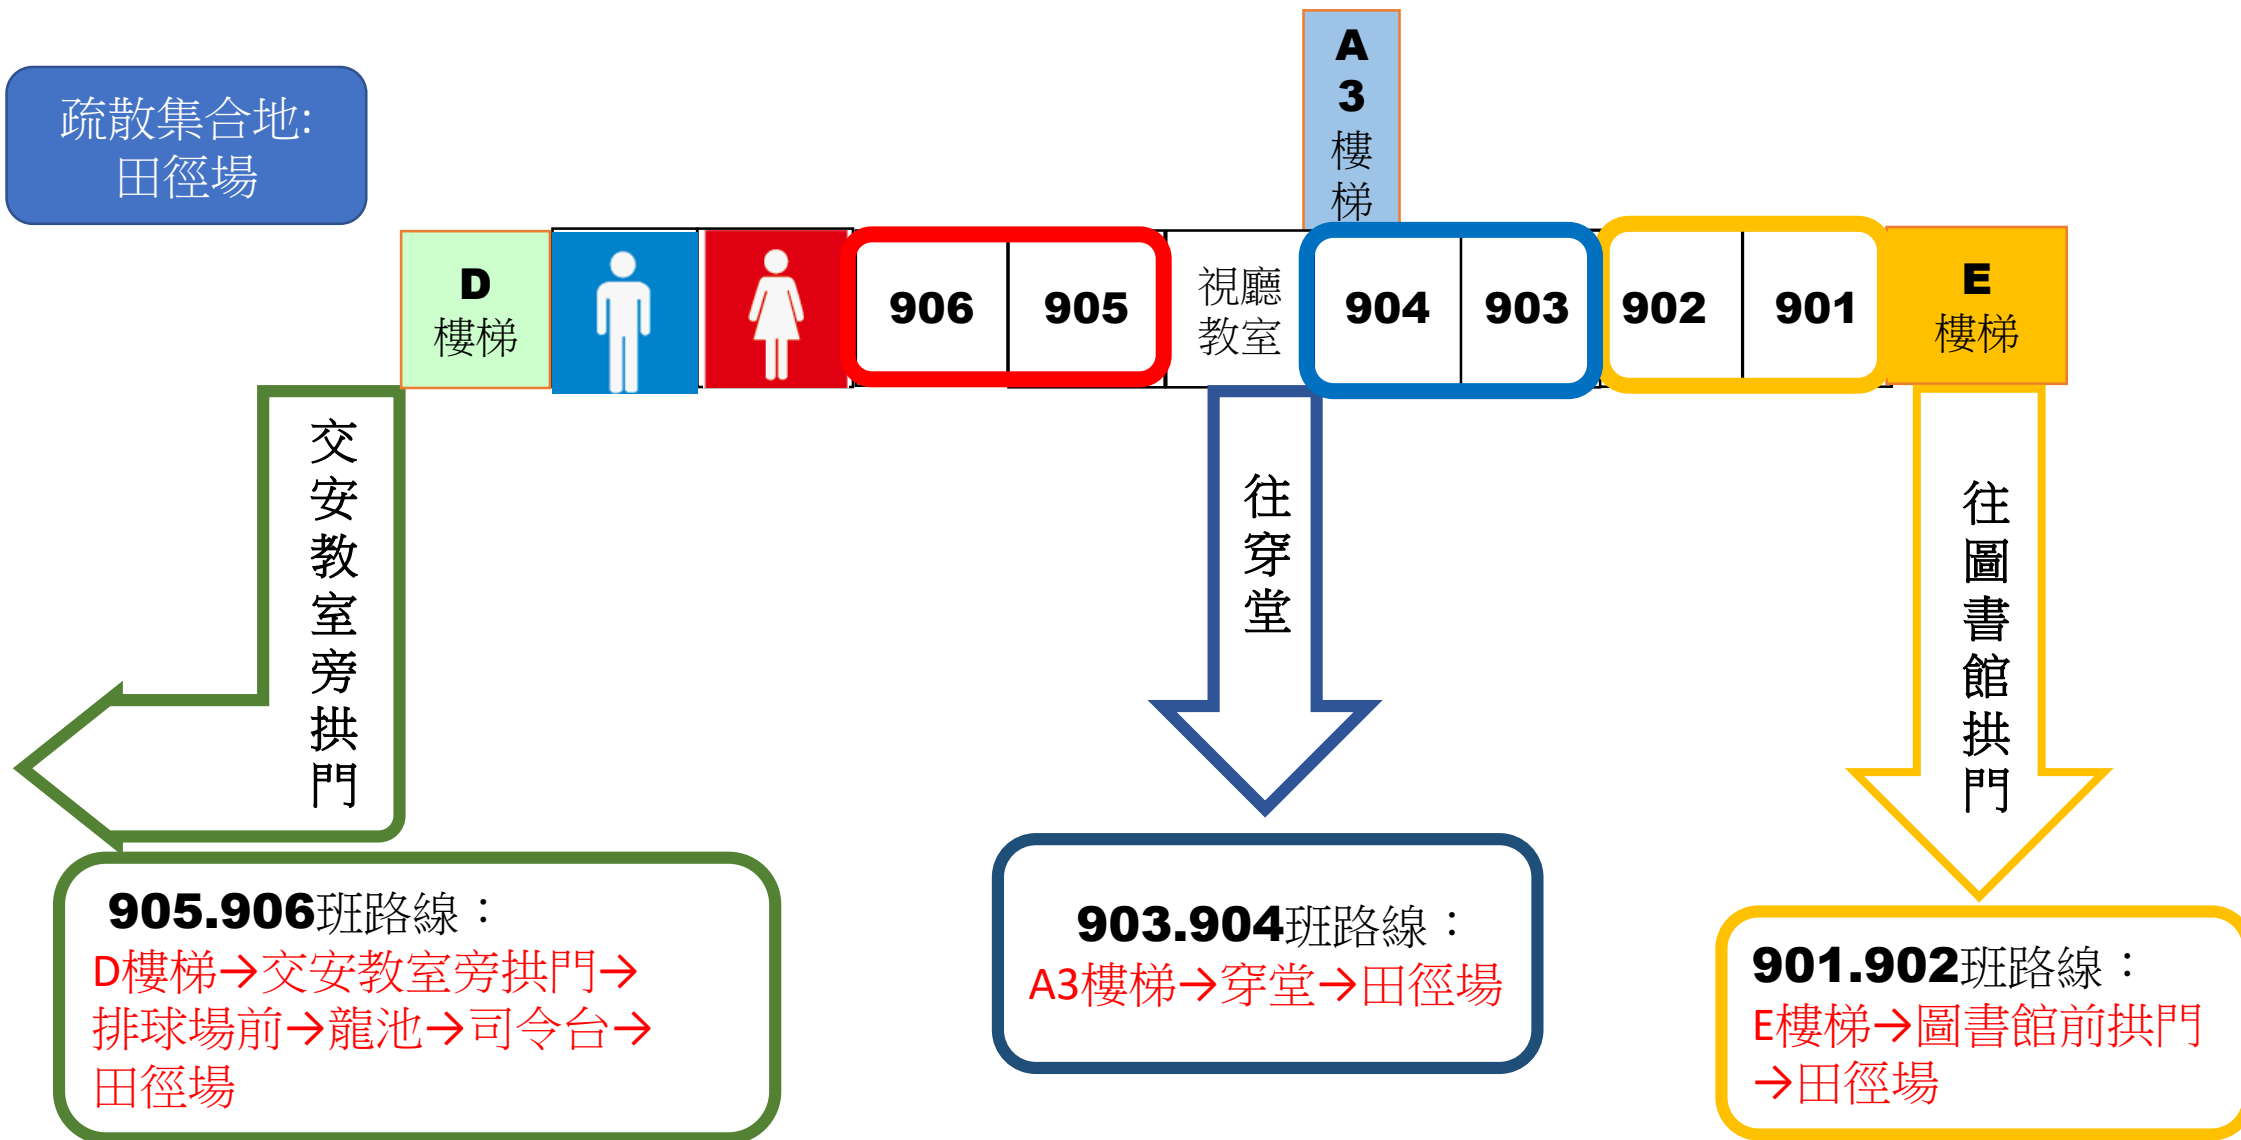 疏散集合地:
田徑場
A
3
樓
梯
D
樓梯
906
905
視廳
教室
904
903
902
901
E
樓梯
交安教室旁拱門
往穿堂
往圖書館拱門
905.906班路線：
D樓梯→交安教室旁拱門→
排球場前→龍池→司令台→
田徑場
903.904班路線：
A3樓梯→穿堂→田徑場
901.902班路線：
E樓梯→圖書館前拱門
→田徑場